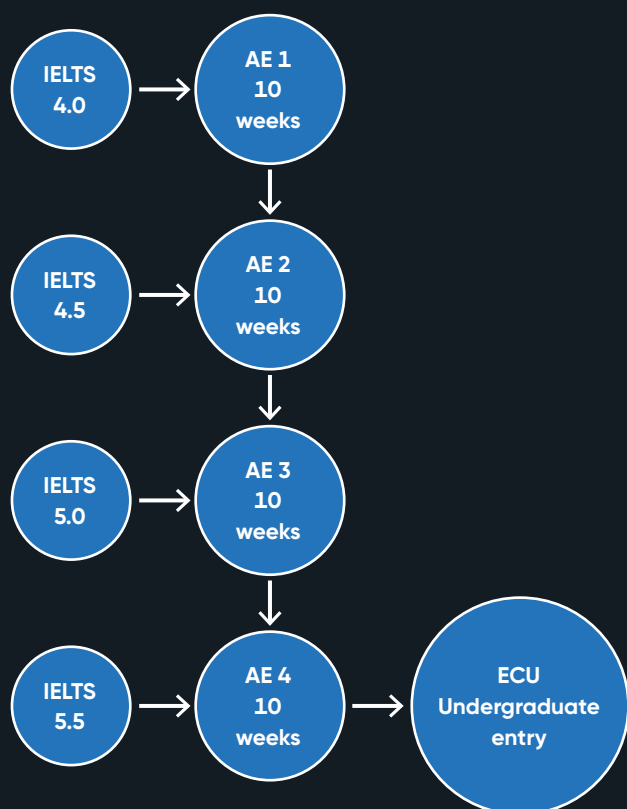 IELTS
4.0
AE 1
10
weeks
IELTS
4.5
AE 2
10
weeks
IELTS
5.0
AE 3
10
weeks
IELTS
5.5
AE 4
10
weeks
ECU
Undergraduate
entry